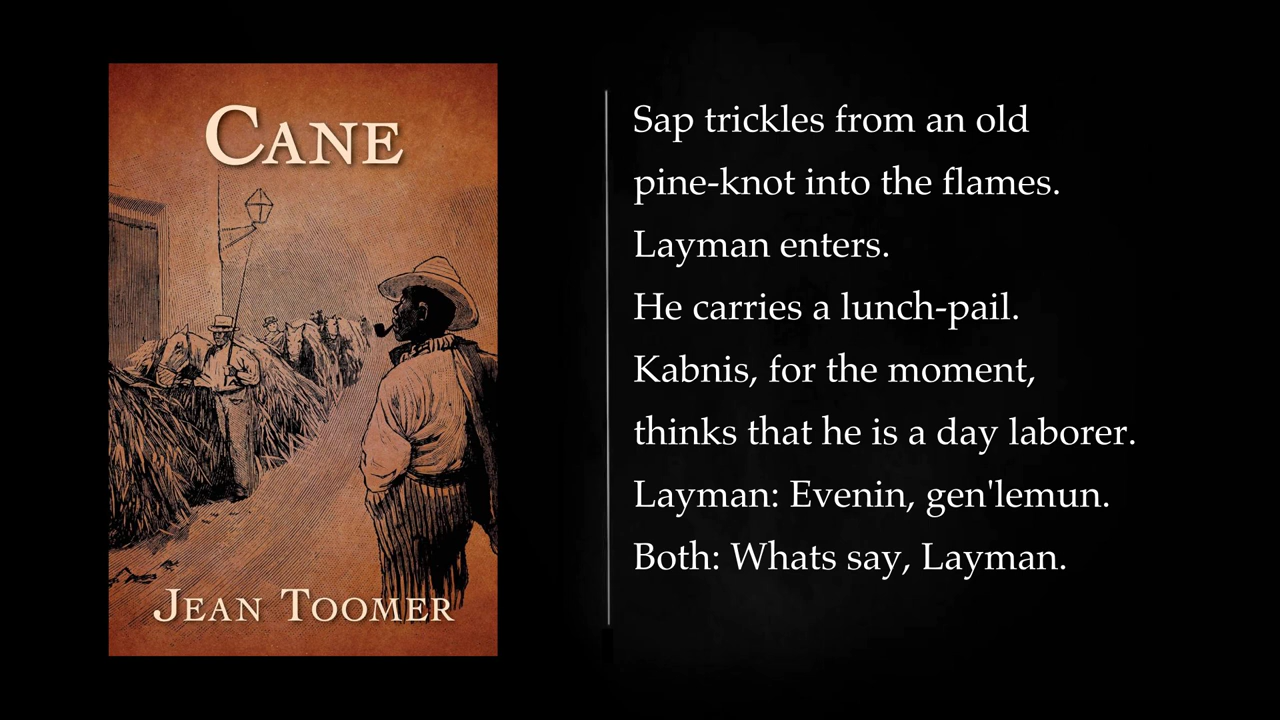 CANE
JEAN TOOMER
Sap trickles from an old
pine-knot into the flames.
Layman enters.
He carries a lunch-pail.
Kabnis, for the moment,
thinks that he is a day laborer.
Layman: Evenin, gen'lemun.
Both: Whats say, Layman.